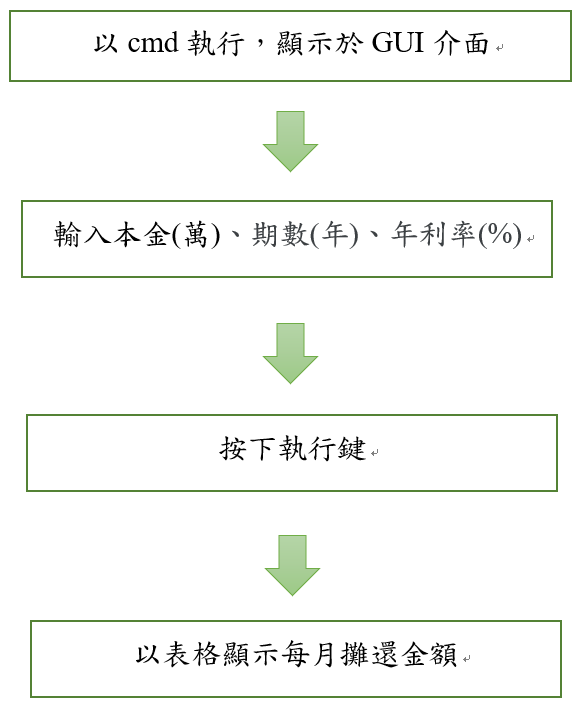 以 cmd 執行，顯示於 GUI 介面
輸入本金(萬)、期數(年)、年利率(%)
按下執行鍵
以表格顯示每月攤還金額